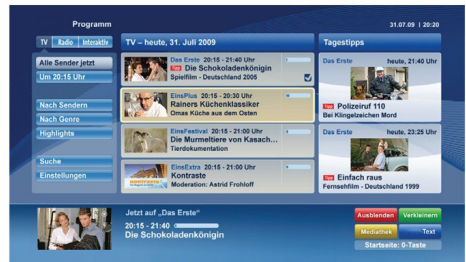 Programm
31.07.09 | 20:20
TV Radio Interaktiv
TV – heute, 31. Juli 2009
Tagestipps
Alle Sender jetzt
Um 20:15 Uhr
Nach Sendern
Nach Genre
Highlights
Suche
Einstellungen
Das Erste 20:15 - 21:40 Uhr
Tipp Die Schokoladenkönigin
Spielfilm - Deutschland 2005
EinsPlus 20:15 - 20:30 Uhr
Rainers Küchenklassiker
Omas Küche aus dem Osten
EinsFestival 20:15 - 21:00 Uhr
Die Murmeltiere von Kasach...
Tierdokumentation
KONTRASTE
EinsExtra 20:15 - 21:00 Uhr
Kontraste
Moderation: Astrid Frohloff
Das Erste heute, 21:40 Uhr
Tipp Polizeiruf 110
Bei Klingelzeichen Mord
Das Erste heute, 23:25 Uhr
Tipp Einfach raus
Fernsehfilm - Deutschland 1999
Jetzt auf „Das Erste“
20:15 - 21:40
Die Schokoladenkönigin
Ausblenden Verkleinern
Mediathek Text
Startseite: 0-Taste